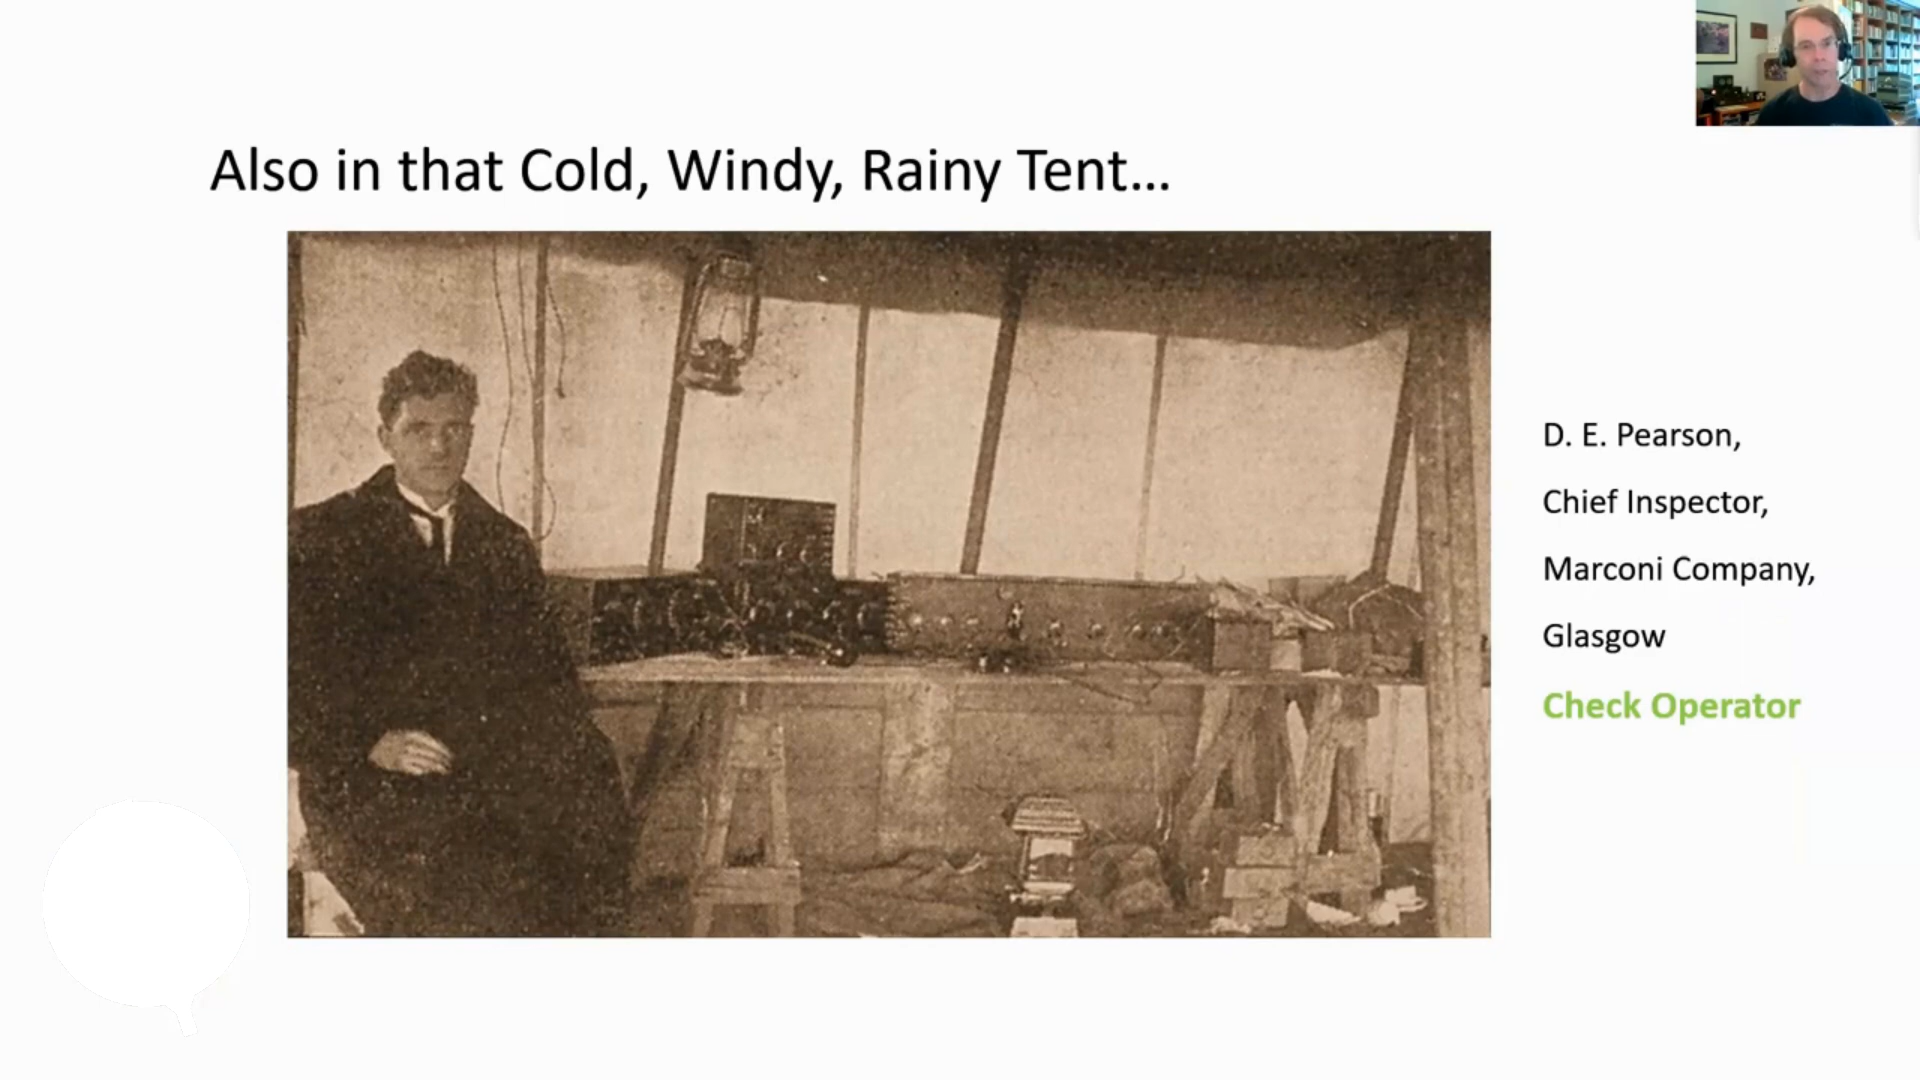 Also in that Cold, Windy, Rainy Tent...
D. E. Pearson,
Chief Inspector,
Marconi Company,
Glasgow
Check Operator